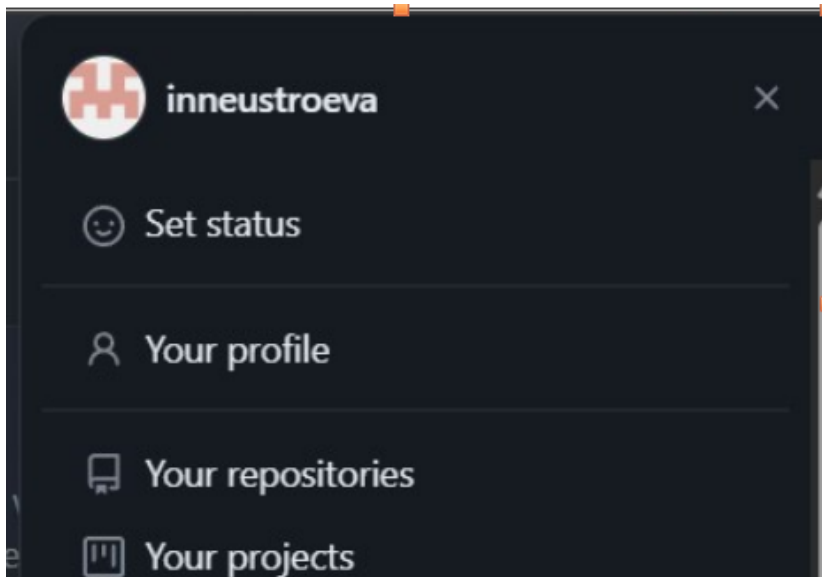 inneustroeva
Set status
Your profile
Your repositories
Your projects